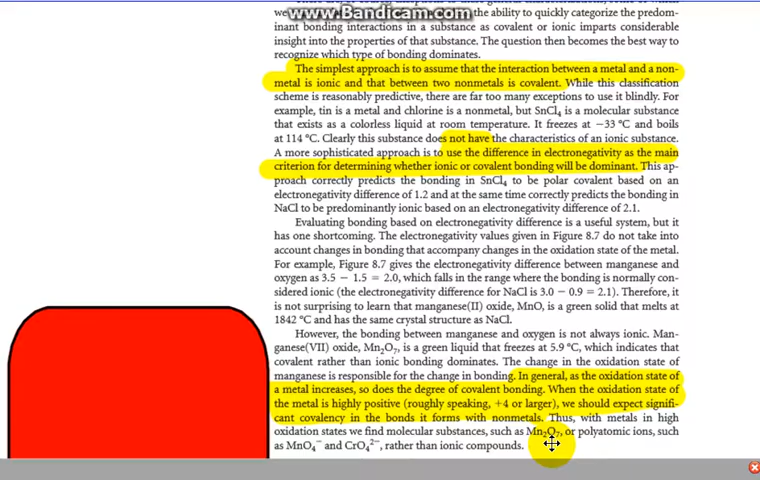 www.Bandicam.com
the ability to quickly categorize the predom-
inant bonding interactions in a substance as covalent or ionic imparts considerable
insight into the properties of that substance. The question then becomes the best way to
recognize which type of bonding dominates.
The simplest approach is to assume that the interaction between a metal and a non-
metal is ionic and that between two nonmetals is covalent. While this classification
scheme is reasonably predictive, there are far too many exceptions to use it blindly. For
example, tin is a metal and chlorine is a nonmetal, but SnCl₄ is a molecular substance
that exists as a colorless liquid at room temperature. It freezes at −33 °C and boils
at 114 °C. Clearly this substance does not have the characteristics of an ionic substance.
A more sophisticated approach is to use the difference in electronegativity as the main
criterion for determining whether ionic or covalent bonding will be dominant. This ap-
proach correctly predicts the bonding in SnCl₄ to be polar covalent based on an
electronegativity difference of 1.2 and at the same time correctly predicts the bonding in
NaCl to be predominantly ionic based on an electronegativity difference of 2.1.
Evaluating bonding based on electronegativity difference is a useful system, but it
has one shortcoming. The electronegativity values given in Figure 8.7 do not take into
account changes in bonding that accompany changes in the oxidation state of the metal.
For example, Figure 8.7 gives the electronegativity difference between manganese and
oxygen as 3.5 − 1.5 = 2.0, which falls in the range where the bonding is normally con-
sidered ionic (the electronegativity difference for NaCl is 3.0 − 0.9 = 2.1). Therefore, it
is not surprising to learn that manganese(II) oxide, MnO, is a green solid that melts at
1842 °C and has the same crystal structure as NaCl.
However, the bonding between manganese and oxygen is not always ionic. Man-
ganese(VII) oxide, Mn₂O₇, is a green liquid that freezes at 5.9 °C, which indicates that
covalent rather than ionic bonding dominates. The change in the oxidation state of
manganese is responsible for the change in bonding. In general, as the oxidation state of
a metal increases, so does the degree of covalent bonding. When the oxidation state of
the metal is highly positive (roughly speaking, +4 or larger), we should expect signifi-
cant covalency in the bonds it forms with nonmetals. Thus, with metals in high
oxidation states we find molecular substances, such as Mn₂O₇, or polyatomic ions, such
as MnO₄⁻ and CrO₄²⁻, rather than ionic compounds.